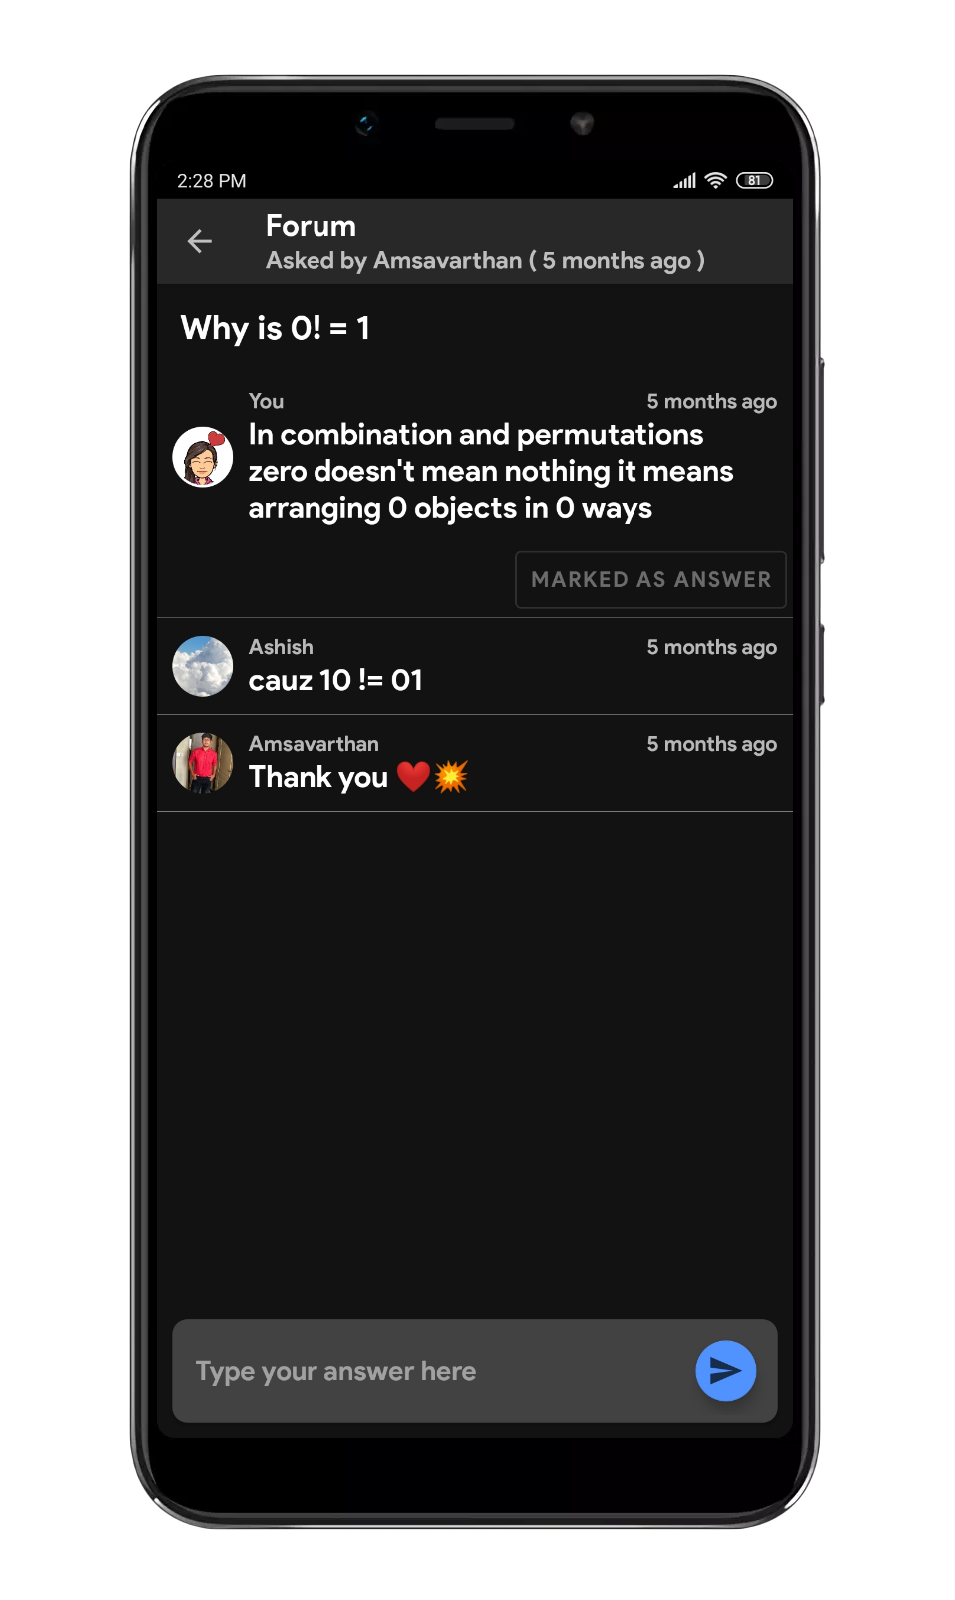 2:28 PM
81
Forum
Asked by Amsavarthan ( 5 months ago )
Why is 0! = 1
You
5 months ago
In combination and permutations
zero doesn't mean nothing it means
arranging 0 objects in 0 ways
MARKED AS ANSWER
Ashish
5 months ago
cauz 10 != 01
Amsavarthan
5 months ago
Thank you ❤️💥
Type your answer here